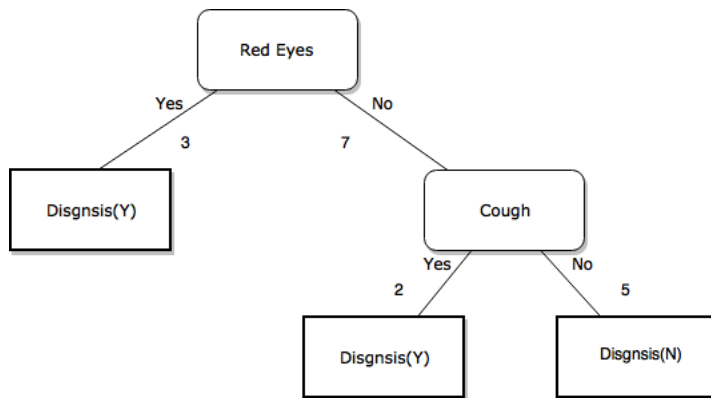 Red Eyes
Yes
No
3
7
Disgnsis(Y)
Cough
Yes
No
2
5
Disgnsis(Y)
Disgnsis(N)